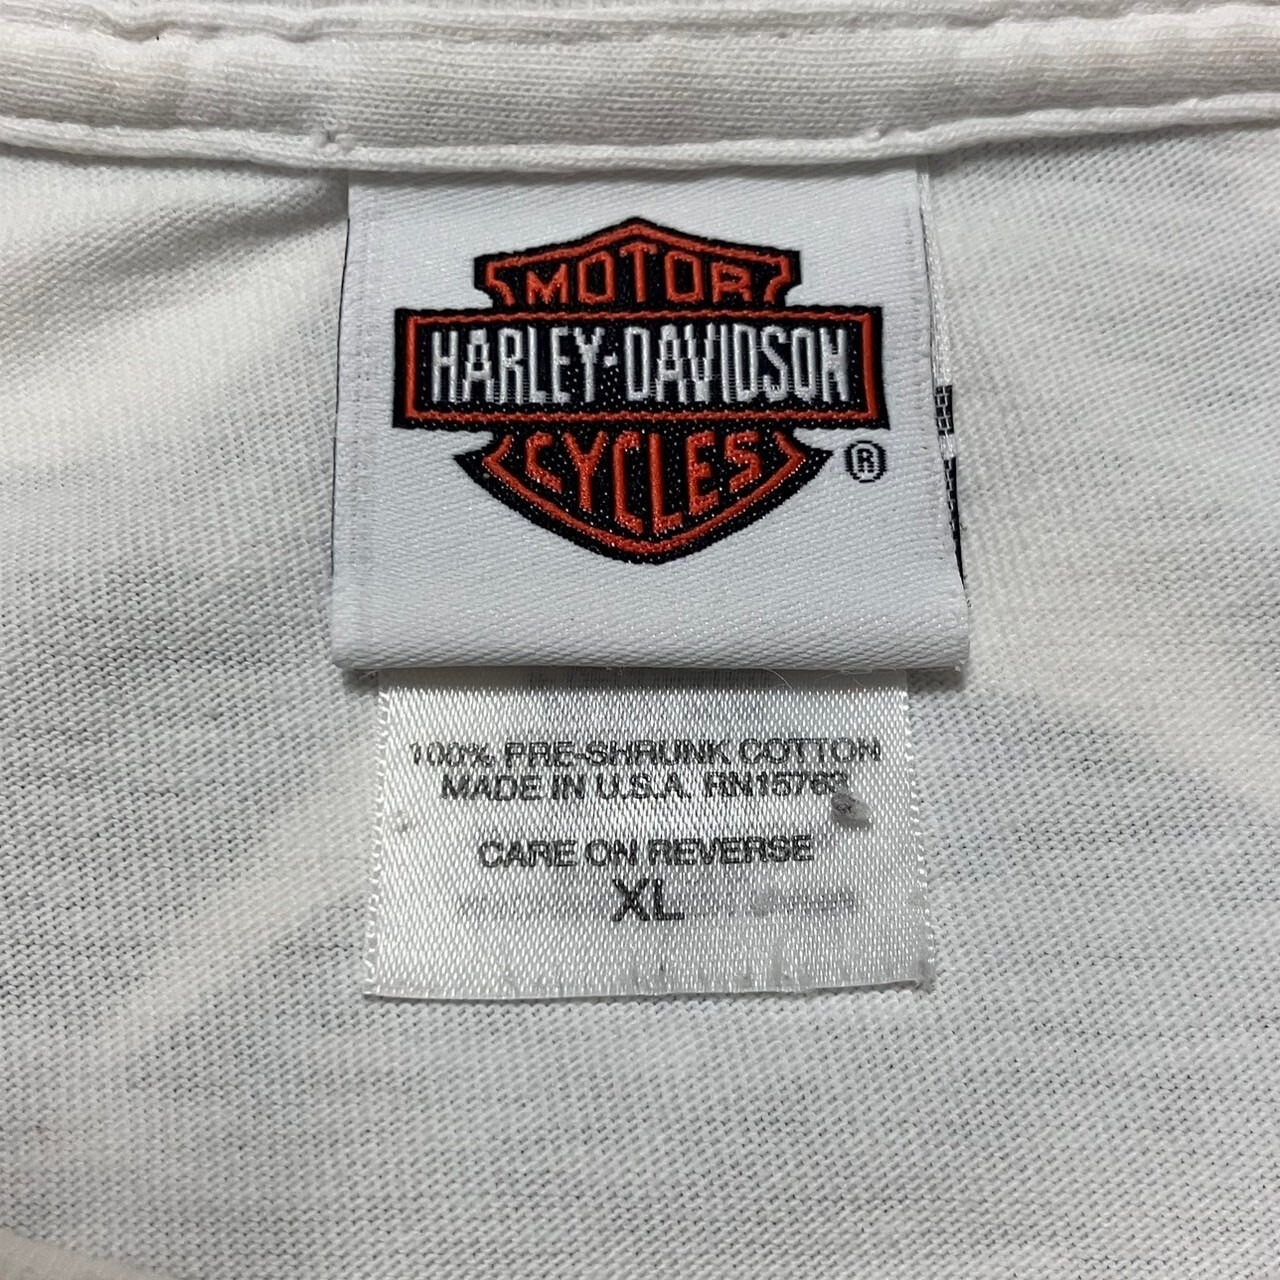 MOTOR
HARLEY-DAVIDSON
CYCLES
®
100% PRE-SHRUNK COTTON
MADE IN U.S.A. RN15763
CARE ON REVERSE
XL